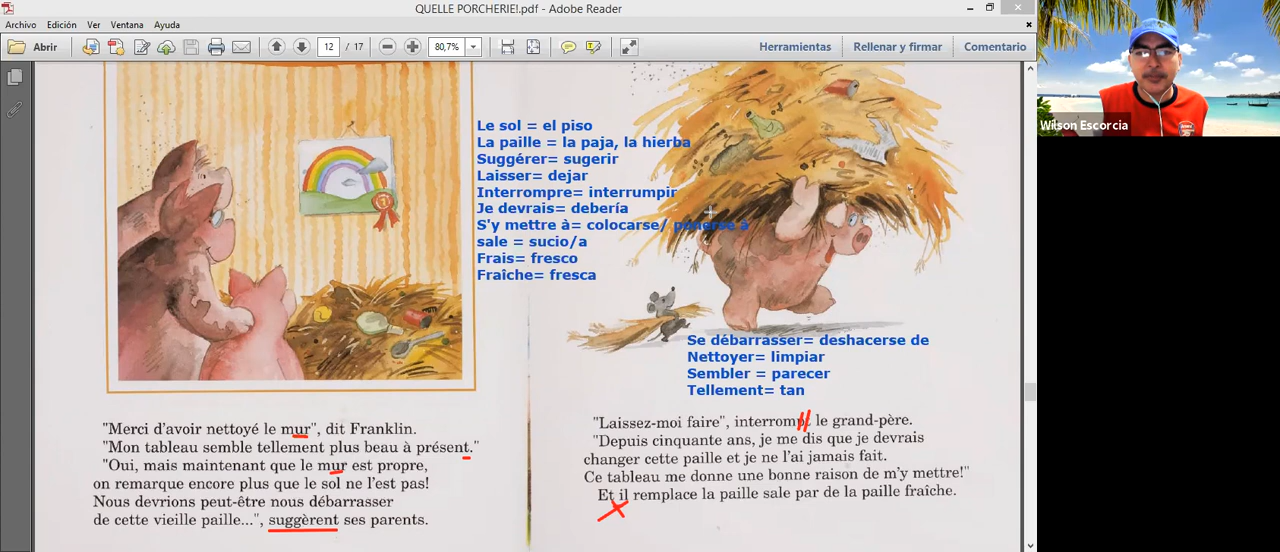 QUELLE PORCHERIE!.pdf - Adobe Reader
Archivo Edición Ver Ventana Ayuda
Abrir
12 / 17
80,7%
Herramientas
Rellenar y firmar
Comentario
Wilson Escorcia
Le sol = el piso
La paille = la paja, la hierba
Suggérer= sugerir
Laisser= dejar
Interrompre= interrumpir
Je devrais= debería
S'y mettre à= colocarse/ ponerse a
sale = sucio/a
Frais= fresco
Fraîche= fresca
Se débarrasser= deshacerse de
Nettoyer= limpiar
Sembler = parecer
Tellement= tan
"Merci d'avoir nettoyé le mur", dit Franklin.
"Mon tableau semble tellement plus beau à présent."
"Oui, mais maintenant que le mur est propre,
on remarque encore plus que le sol ne l'est pas!
Nous devrions peut-être nous débarrasser
de cette vieille paille...", suggèrent ses parents.
"Laissez-moi faire", interrompt le grand-père.
"Depuis cinquante ans, je me dis que je devrais
changer cette paille et je ne l'ai jamais fait.
Ce tableau me donne une bonne raison de m'y mettre!"
Et il remplace la paille sale par de la paille fraîche.